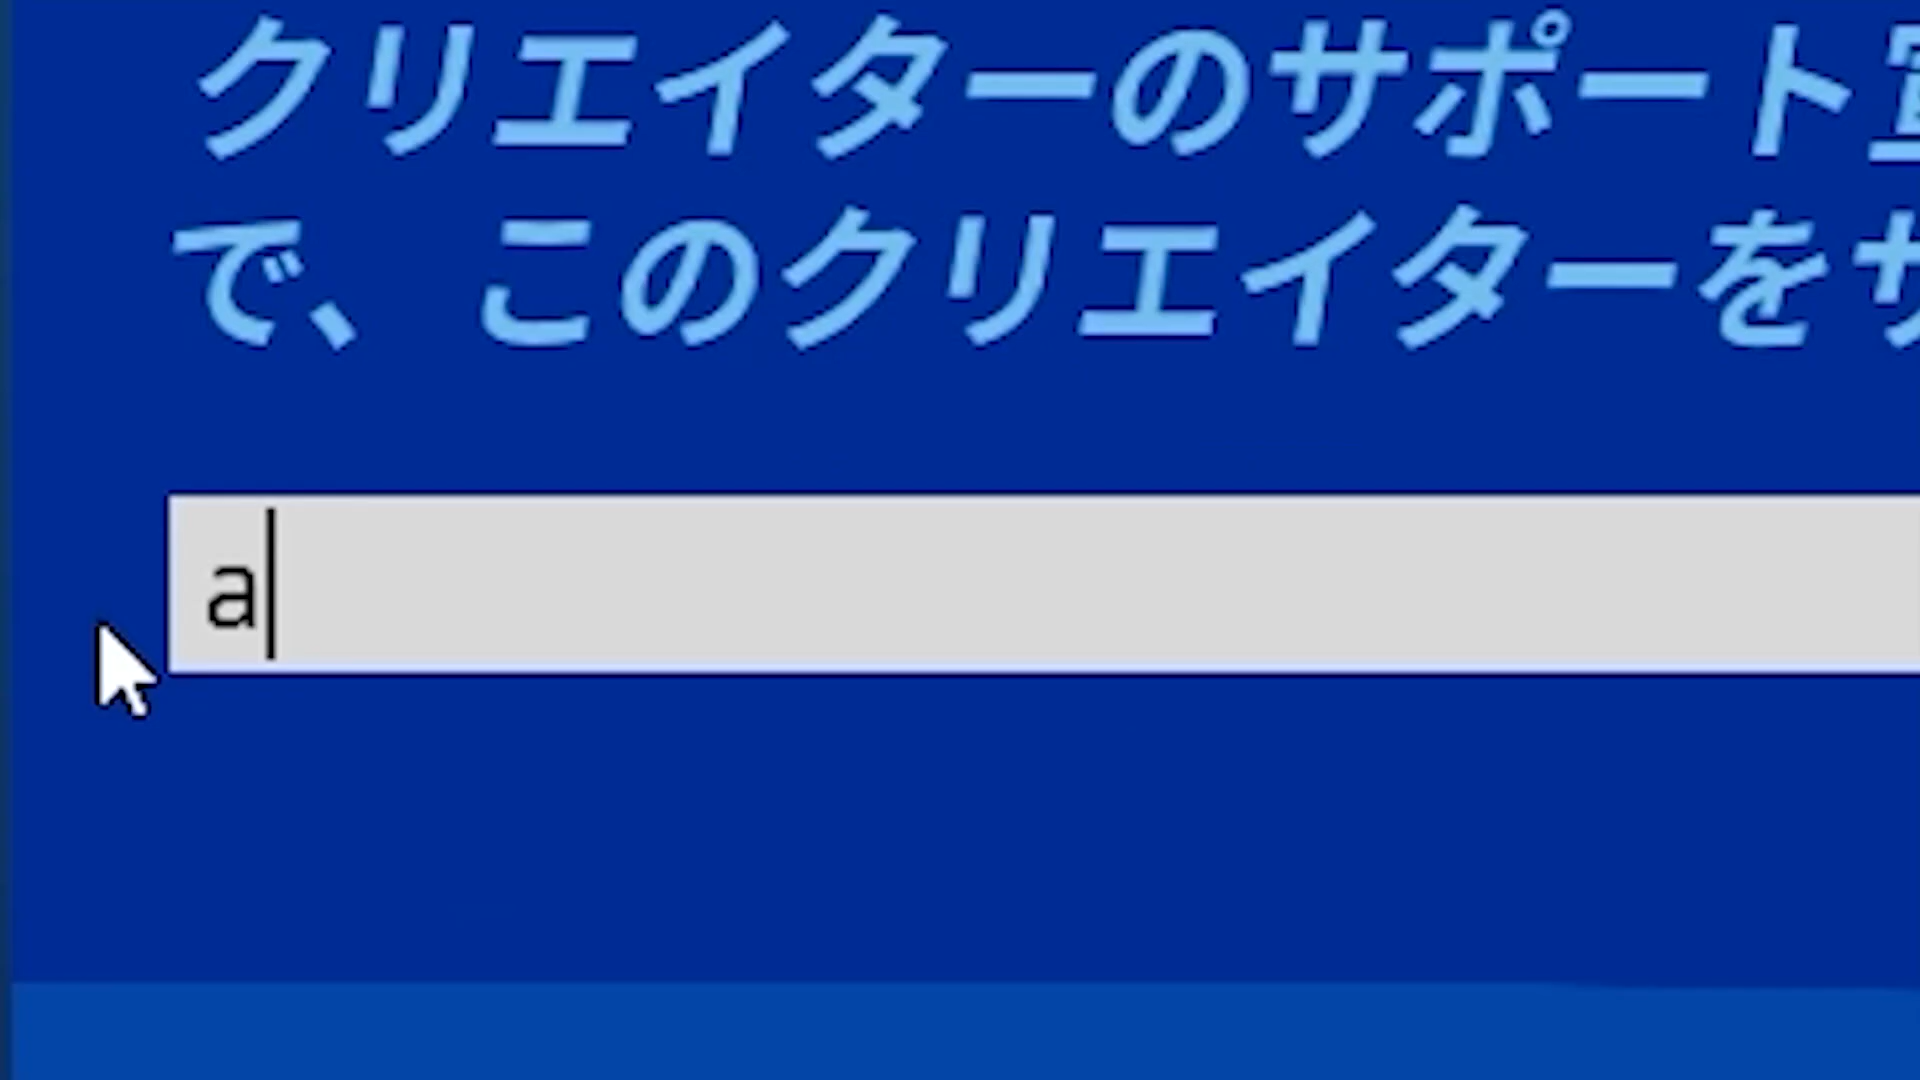 クリエイターのサポート
で、このクリエイターをサ
a